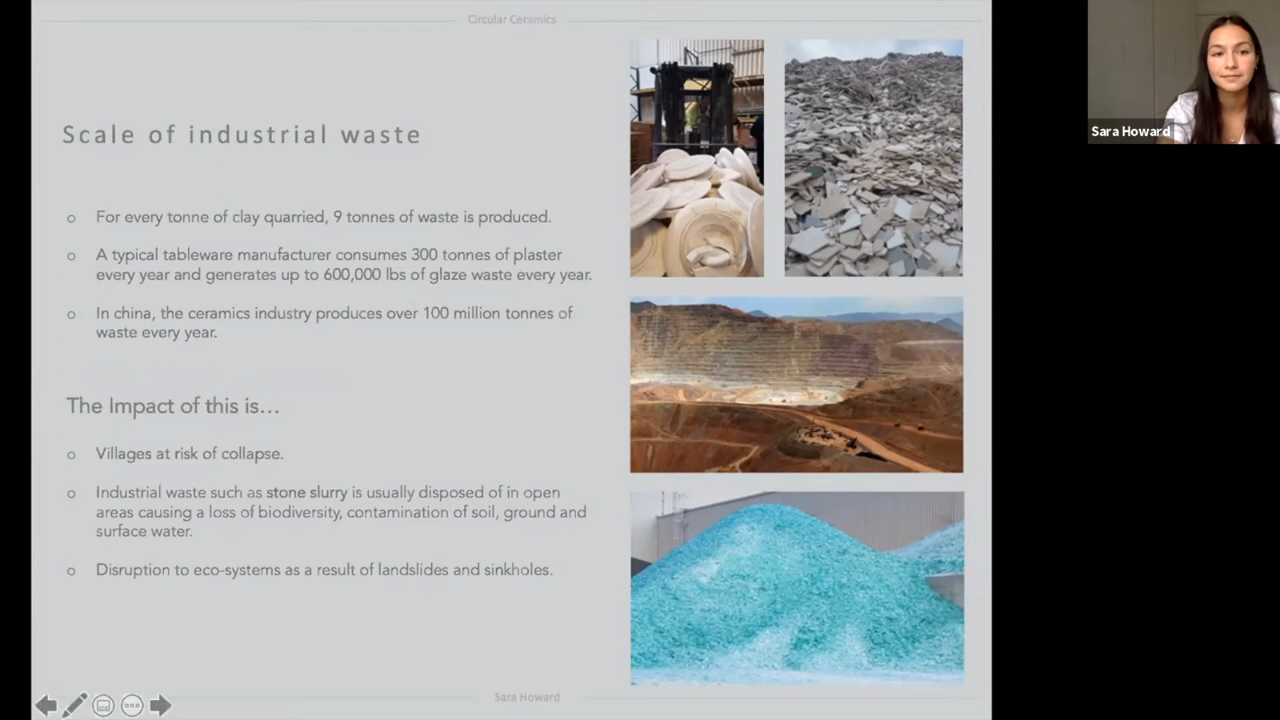 Circular Ceramics
Scale of industrial waste
o For every tonne of clay quarried, 9 tonnes of waste is produced.
o A typical tableware manufacturer consumes 300 tonnes of plaster
every year and generates up to 600,000 lbs of glaze waste every year.
o In china, the ceramics industry produces over 100 million tonnes of
waste every year.
The Impact of this is...
o Villages at risk of collapse.
o Industrial waste such as stone slurry is usually disposed of in open
areas causing a loss of biodiversity, contamination of soil, ground and
surface water.
o Disruption to eco-systems as a result of landslides and sinkholes.
Sara Howard
Sara Howard